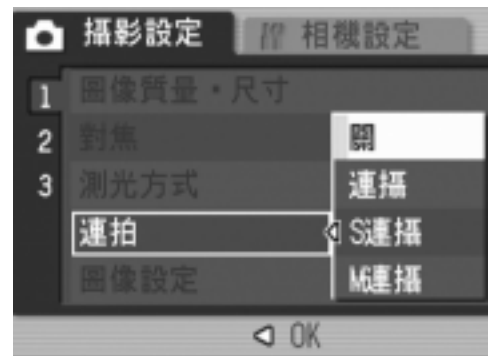 攝影設定 相機設定
1 圖像質量・尺寸
2 對焦
3 測光方式 連攝
連拍 S連攝
圖像設定 M連攝
OK